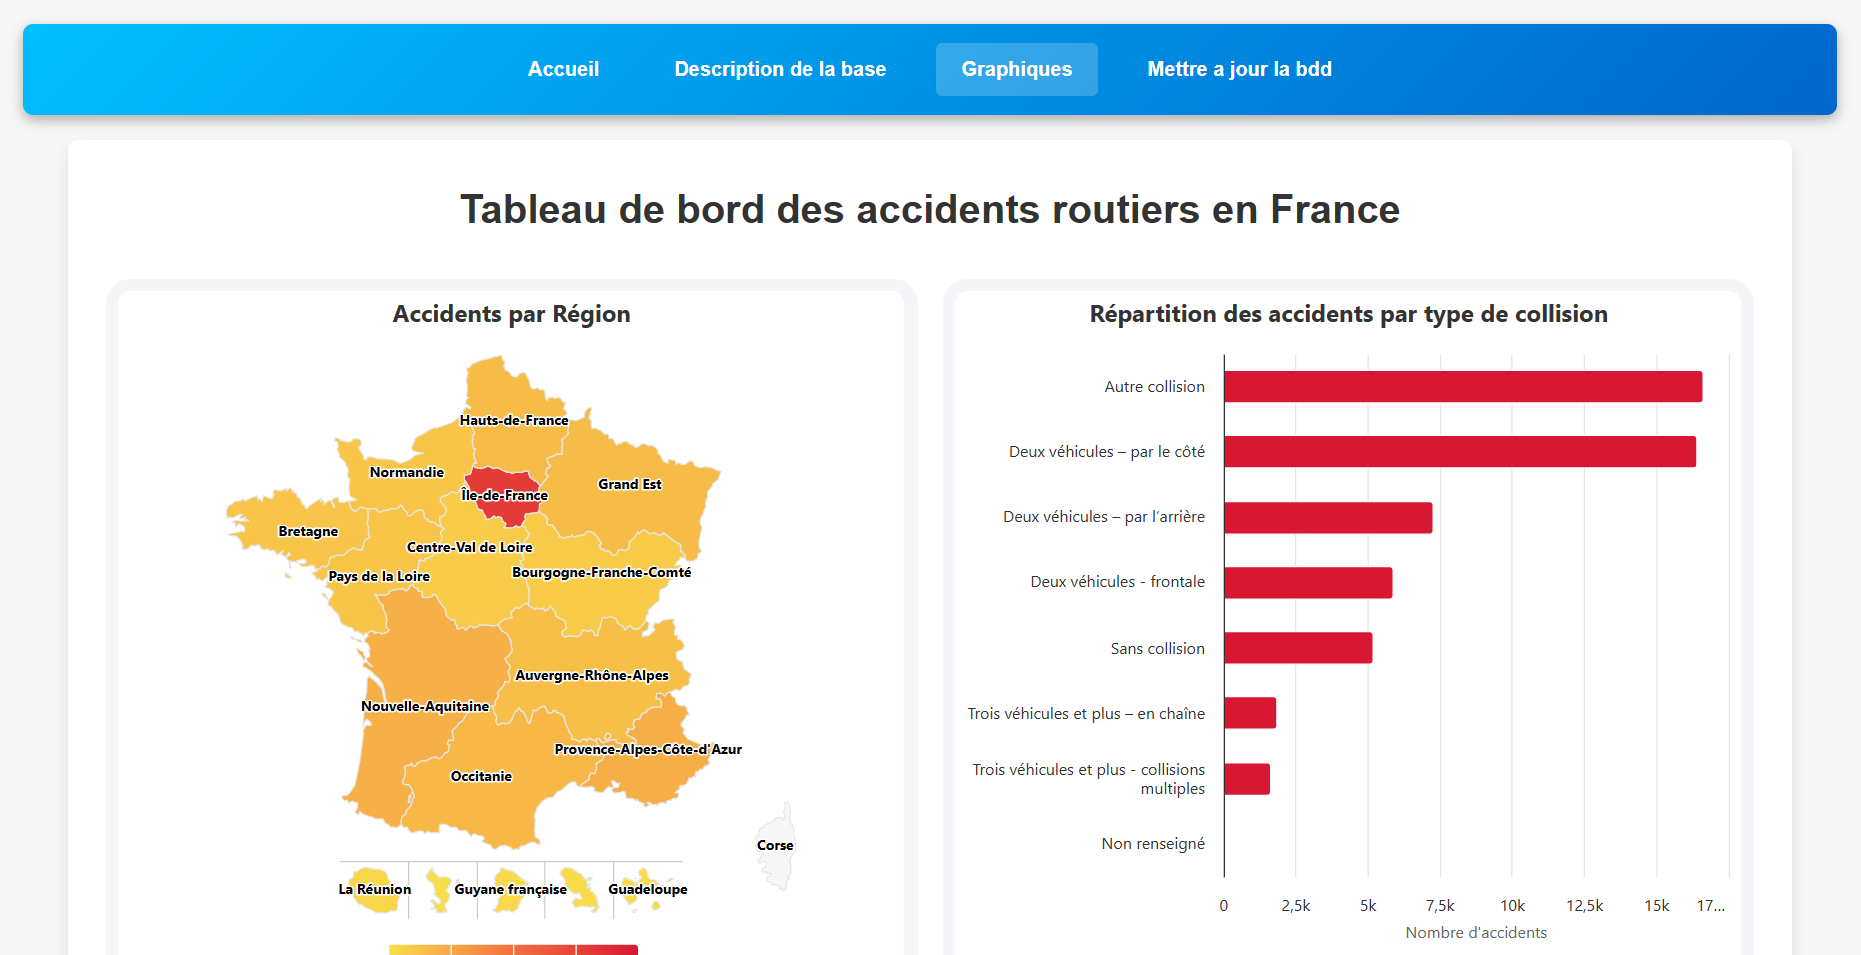 Accueil
Description de la base
Graphiques
Mettre a jour la bdd
Tableau de bord des accidents routiers en France
Accidents par Région
Hauts-de-France
Normandie
Île-de-France
Grand Est
Bretagne
Centre-Val de Loire
Pays de la Loire
Bourgogne-Franche-Comté
Auvergne-Rhône-Alpes
Nouvelle-Aquitaine
Provence-Alpes-Côte-d'Azur
Occitanie
Corse
La Réunion
Guyane française
Guadeloupe
Répartition des accidents par type de collision
Autre collision
Deux véhicules – par le côté
Deux véhicules – par l’arrière
Deux véhicules - frontale
Sans collision
Trois véhicules et plus – en chaîne
Trois véhicules et plus - collisions
multiples
Non renseigné
0 2,5k 5k 7,5k 10k 12,5k 15k 17…
Nombre d'accidents